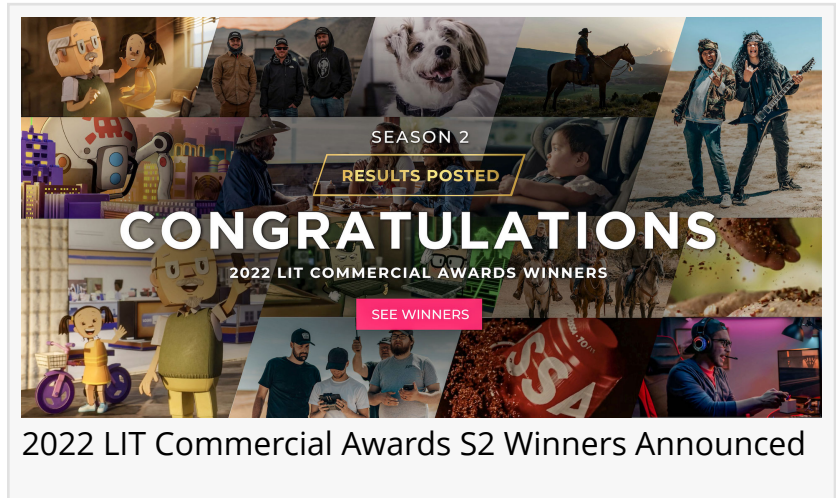 SEASON 2
RESULTS POSTED
CONGRATULATIONS
2022 LIT COMMERCIAL AWARDS WINNERS
SEE WINNERS
SSA
2022 LIT Commercial Awards S2 Winners Announced